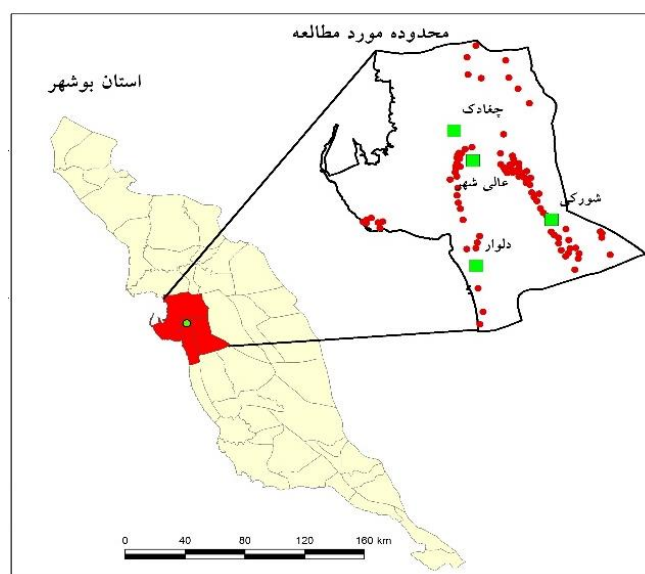 محدوده مورد مطالعه
استان بوشهر
چغادک
عالی شهر
شورکی
دلوار
0 40 80 120 160 km